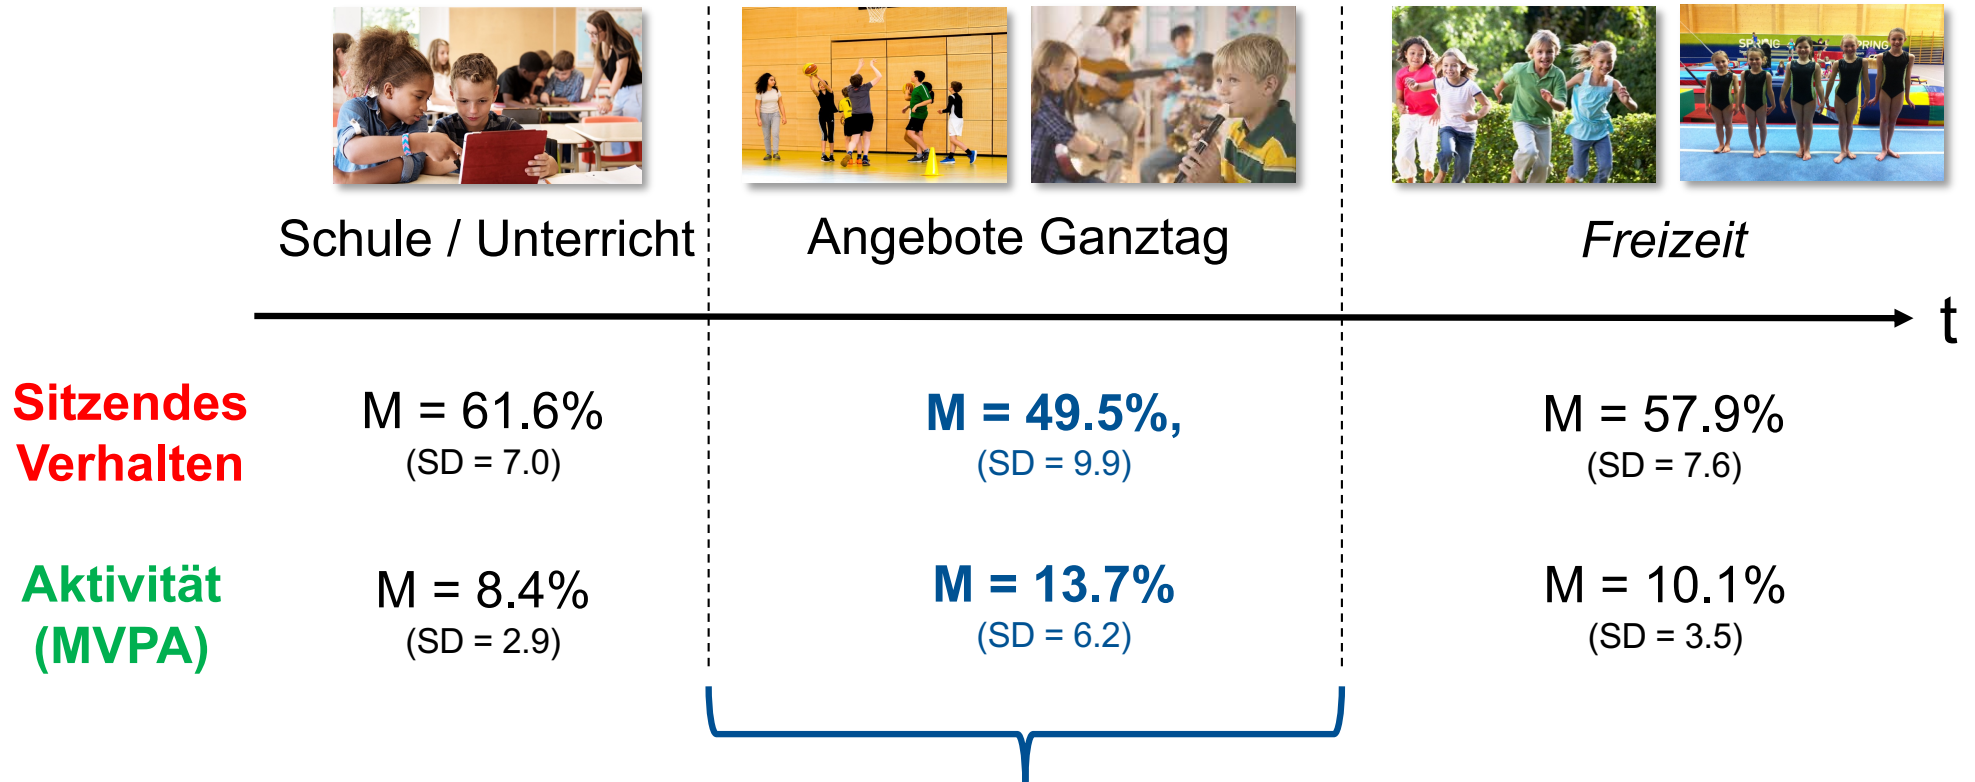 SPRING
SPRING
Schule / Unterricht
Angebote Ganztag
Freizeit
t
Sitzendes
Verhalten
M = 61.6%
(SD = 7.0)
M = 49.5%,
(SD = 9.9)
M = 57.9%
(SD = 7.6)
Aktivität
(MVPA)
M = 8.4%
(SD = 2.9)
M = 13.7%
(SD = 6.2)
M = 10.1%
(SD = 3.5)